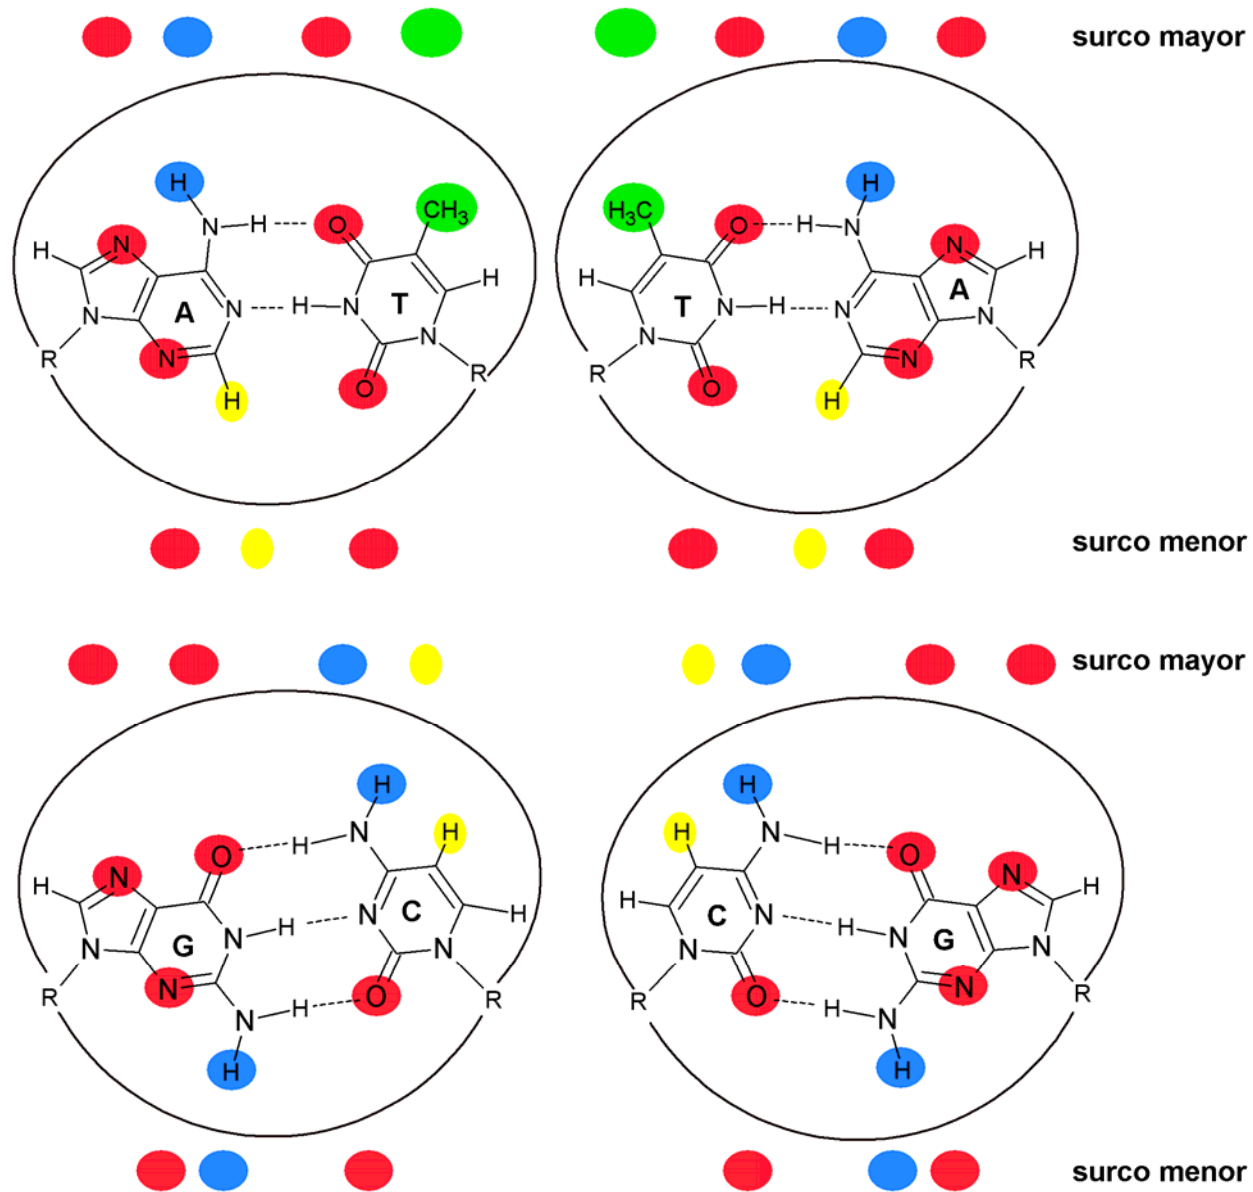 surco mayor
H H
N H O CH₃ H₃C O H N
H N N H
H
A N H N T T N H N A
N N N N
R N O R R O N R
H H
surco menor
surco mayor
H H
N H H N
H O H O
H N N H
G N H N C C N H N G
H H
N N N N
R N O R R O N R
N H H N
H H
surco menor